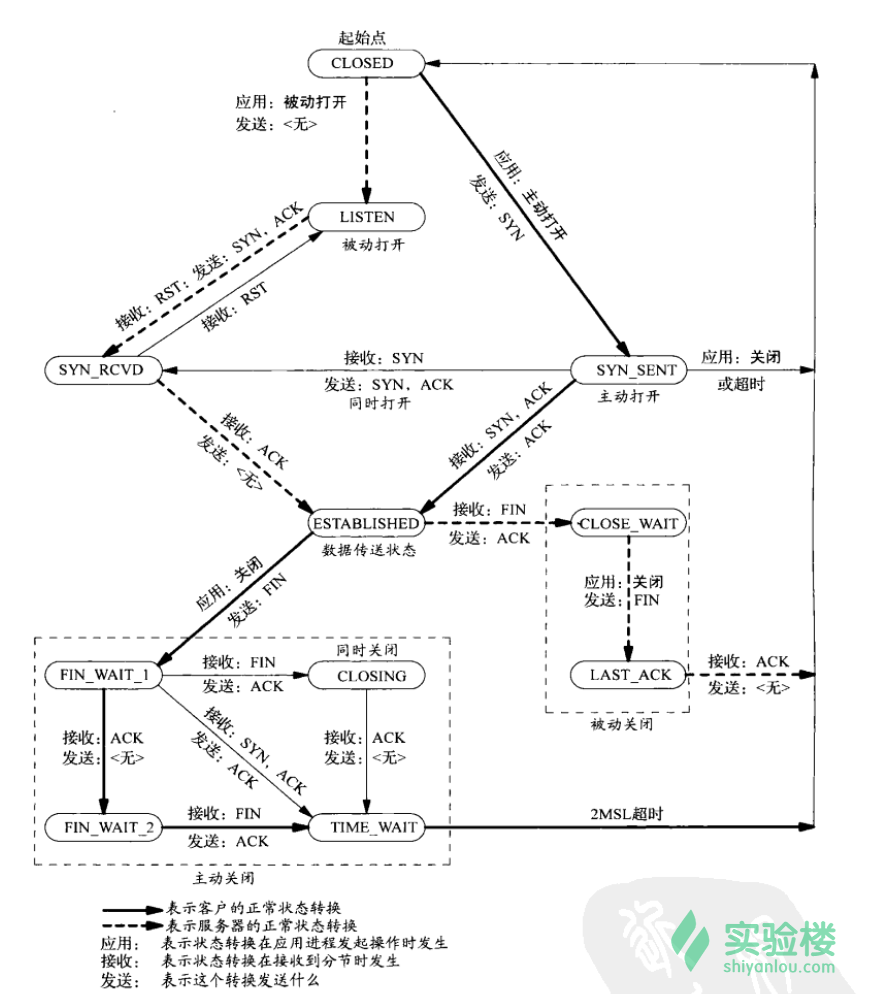 起始点
CLOSED
应用：被动打开
发送：<无>
应用：主动打开
发送：SYN
LISTEN
被动打开
接收：RST；发送：SYN，ACK
接收：RST
SYN_RCVD
接收：SYN
发送：SYN，ACK
同时打开
SYN_SENT
主动打开
应用：关闭
或超时
接收：ACK
发送：<无>
接收：SYN，ACK
发送：ACK
ESTABLISHED
数据传送状态
接收：FIN
发送：ACK
CLOSE_WAIT
应用：关闭
发送：FIN
应用：关闭
发送：FIN
LAST_ACK
接收：ACK
发送：<无>
被动关闭
同时关闭
FIN_WAIT_1
接收：FIN
发送：ACK
CLOSING
接收：ACK
发送：<无>
接收：SYN，ACK
发送：ACK
接收：ACK
发送：<无>
FIN_WAIT_2
接收：FIN
发送：ACK
TIME_WAIT
2MSL超时
主动关闭
表示客户的正常状态转换
表示服务器的正常状态转换
应用： 表示状态转换在应用进程发起操作时发生
接收： 表示状态转换在接收到分节时发生
发送： 表示这个转换发送什么
实验楼
shiyanlou.com